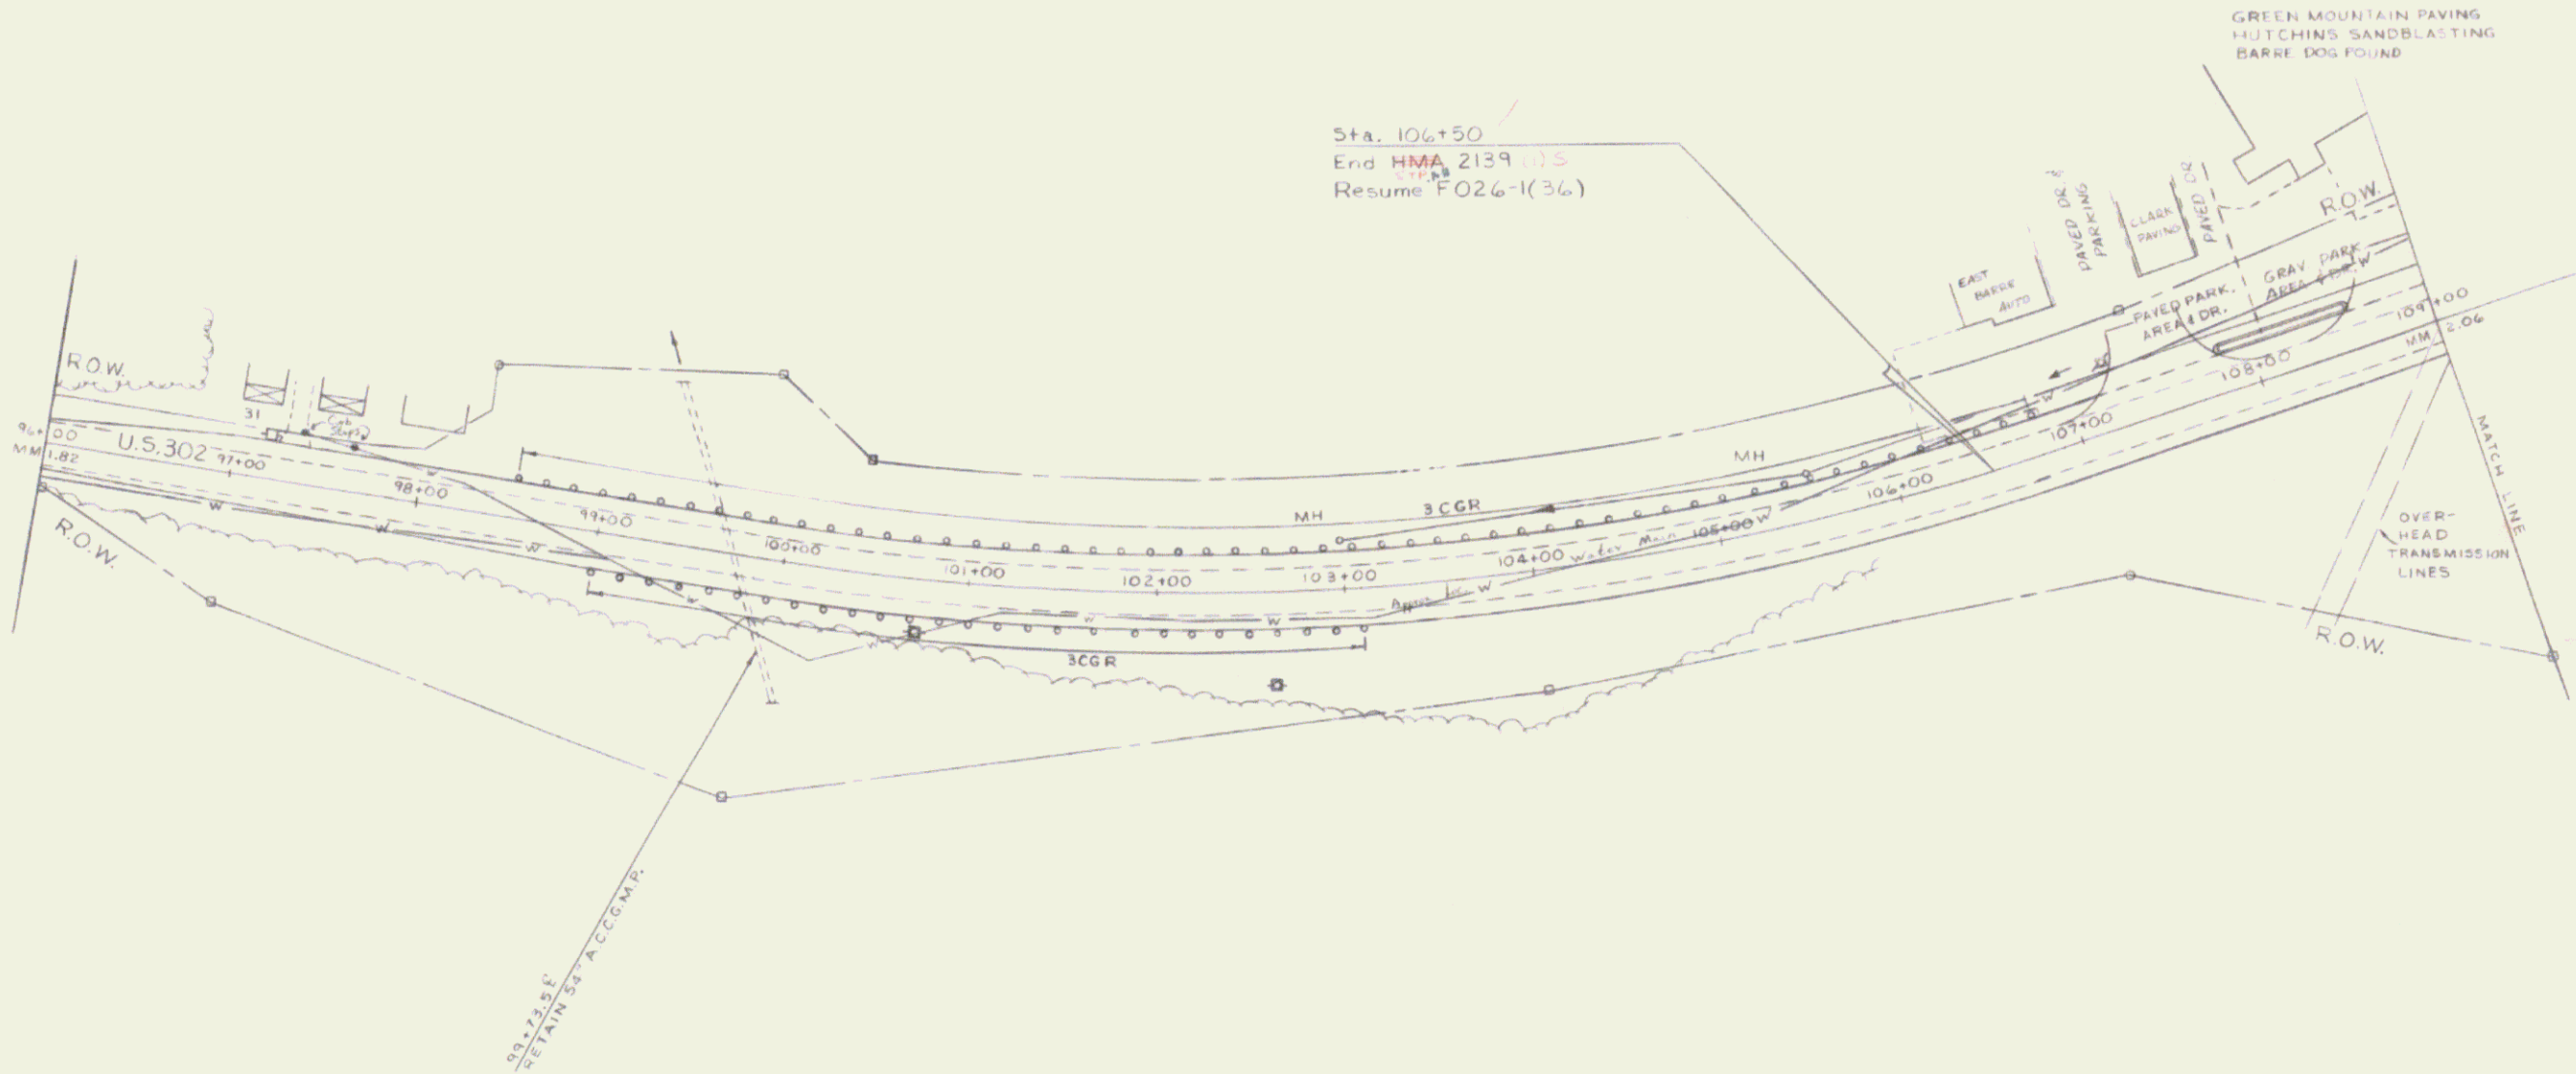 GREEN MOUNTAIN PAVING
HUTCHINS SANDBLASTING
BARRE DOG POUND
Sta. 106+50
End HMA 2139 (1) S
STP
Resume F026-1(36)
PAVED DR. &
PARKING
CLARK
PAVING
PAVED DR
R.O.W.
EAST
BARRE
AUTO
GRAV PARK
AREA & DR.
PAVED PARK.
AREA & DR.
W
W
R.O.W.
31
96+00
MM 1.82
U.S. 302
97+00
98+00
99+00
100+00
101+00
102+00
103+00
104+00
105+00
106+00
107+00
108+00
109+00
MM 2.06
MH
3CGR
MH
Water Main
Approx. Loc.
W
W
W
W
W
W
W
W
W
W
R.O.W.
3CGR
MATCH LINE
OVER-
HEAD
TRANSMISSION
LINES
R.O.W.
99+73.5 ℄
RETAIN 54" A.C.C.G.M.P.